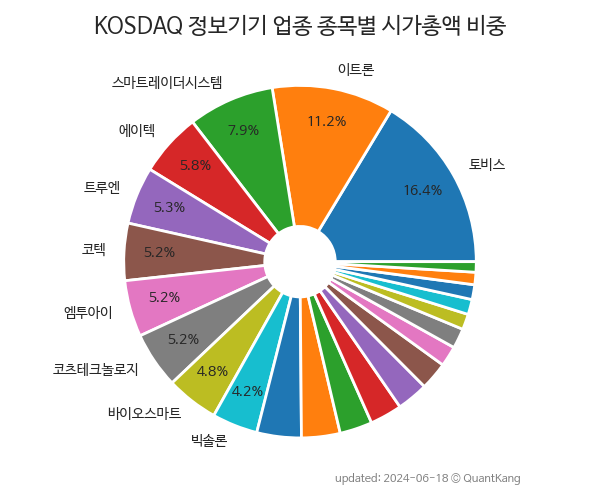 KOSDAQ 정보기기 업종 종목별 시가총액 비중
이트론
스마트레이더시스템
11.2%
7.9%
에이텍
5.8%
토비스
16.4%
트루엔
5.3%
코텍
5.2%
엠투아이
5.2%
코츠테크놀로지
5.2%
4.8%
바이오스마트
4.2%
빅솔론
updated: 2024-06-18 © QuantKang